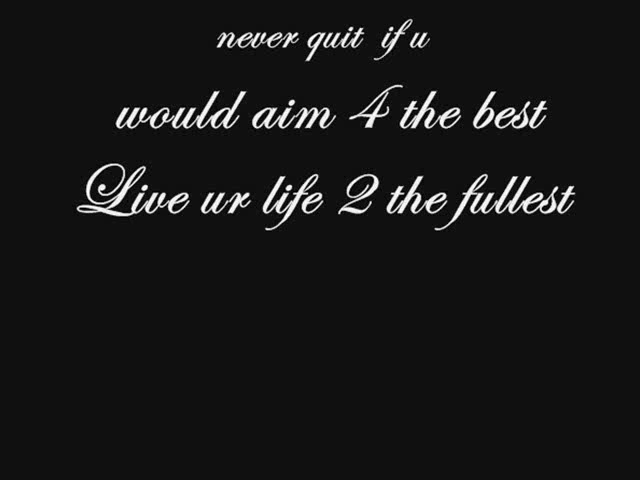 never quit if u
would aim 4 the best
Live ur life 2 the fullest